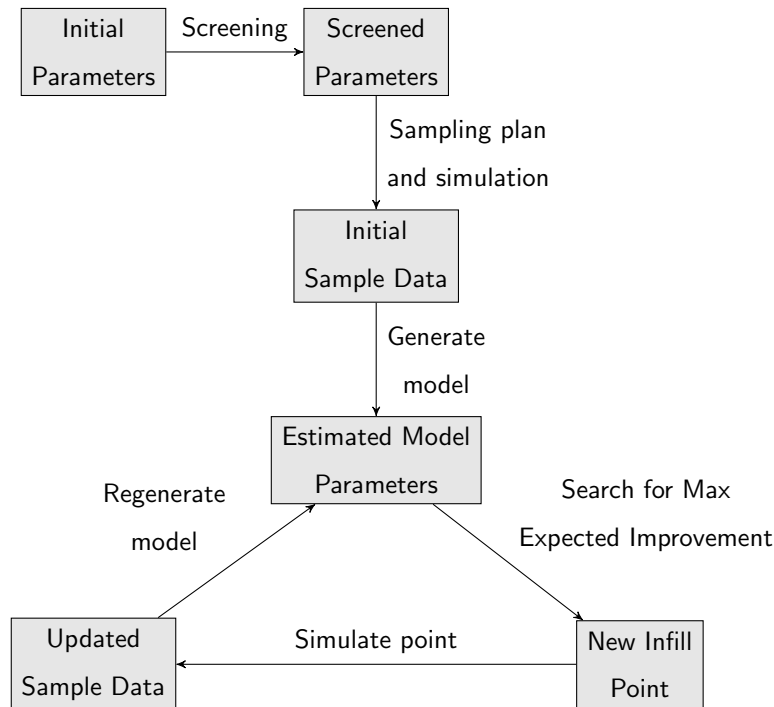 Initial
Parameters
Screening
Screened
Parameters
Sampling plan
and simulation
Initial
Sample Data
Generate
model
Estimated Model
Parameters
Regenerate
model
Search for Max
Expected Improvement
Updated
Sample Data
Simulate point
New Infill
Point